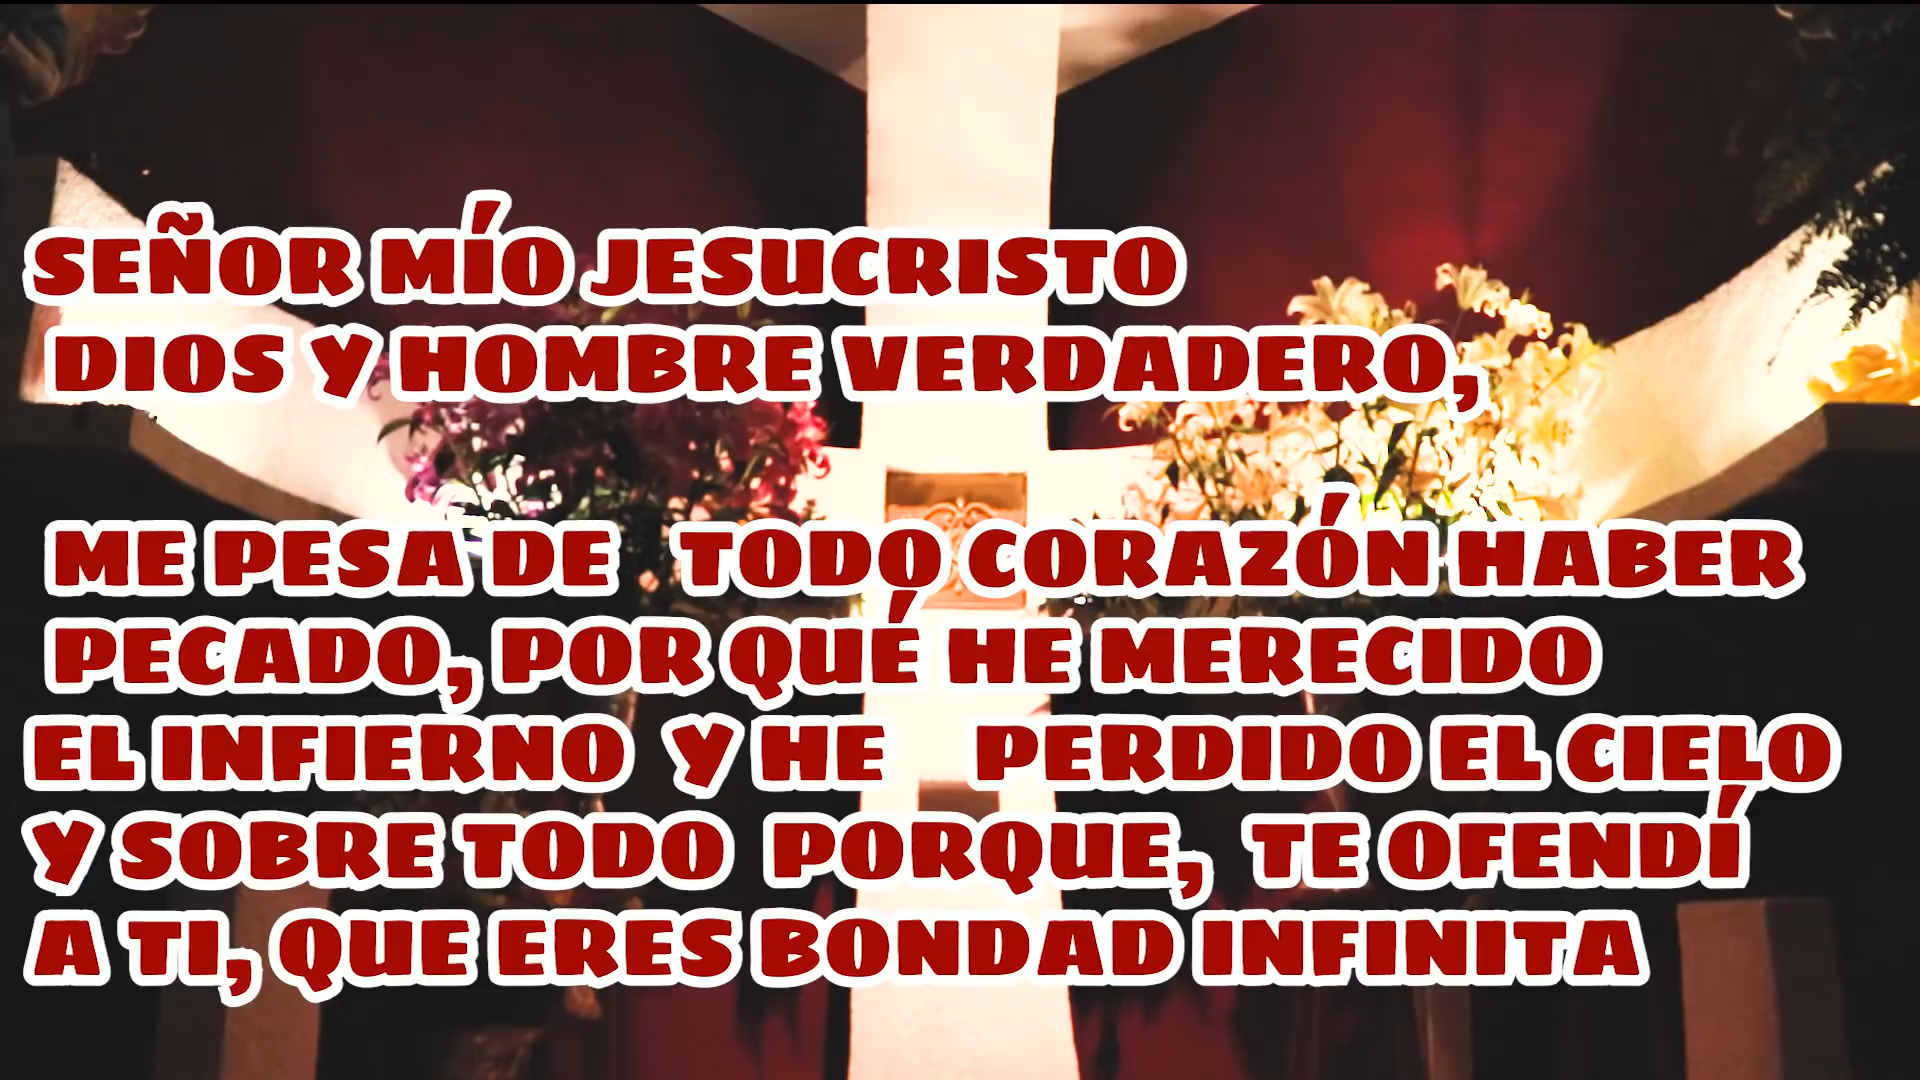 SEÑOR MÍO JESUCRISTO
DIOS Y HOMBRE VERDADERO,
ME PESA DE TODO CORAZÓN HABER
PECADO, POR QUÉ HE MERECIDO
EL INFIERNO Y HE PERDIDO EL CIELO
Y SOBRE TODO PORQUE, TE OFENDÍ
A TI, QUE ERES BONDAD INFINITA